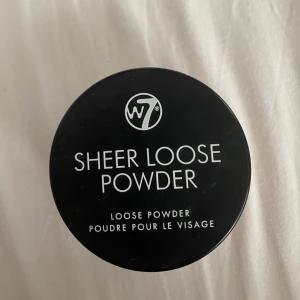 W7
SHEER LOOSE
POWDER
LOOSE POWDER
POUDRE POUR LE VISAGE